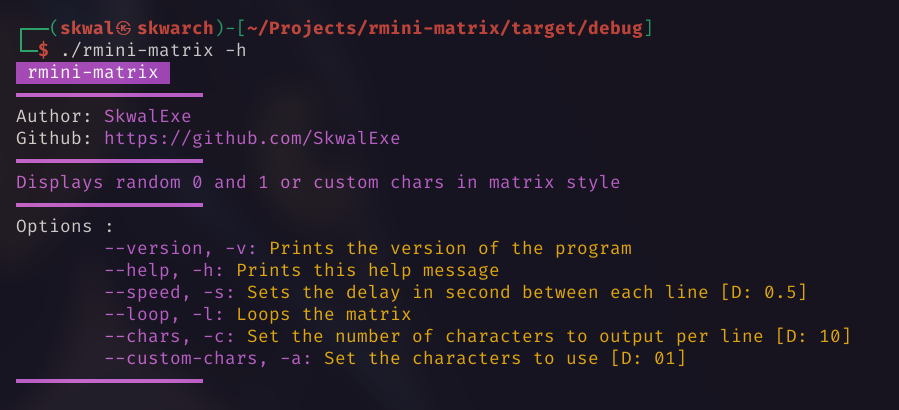 ┌──(skwal㉿skwarch)-[~/Projects/rmini-matrix/target/debug]
└─$ ./rmini-matrix -h
rmini-matrix
Author: SkwalExe
Github: https://github.com/SkwalExe
Displays random 0 and 1 or custom chars in matrix style
Options :
--version, -v: Prints the version of the program
--help, -h: Prints this help message
--speed, -s: Sets the delay in second between each line [D: 0.5]
--loop, -l: Loops the matrix
--chars, -c: Set the number of characters to output per line [D: 10]
--custom-chars, -a: Set the characters to use [D: 01]